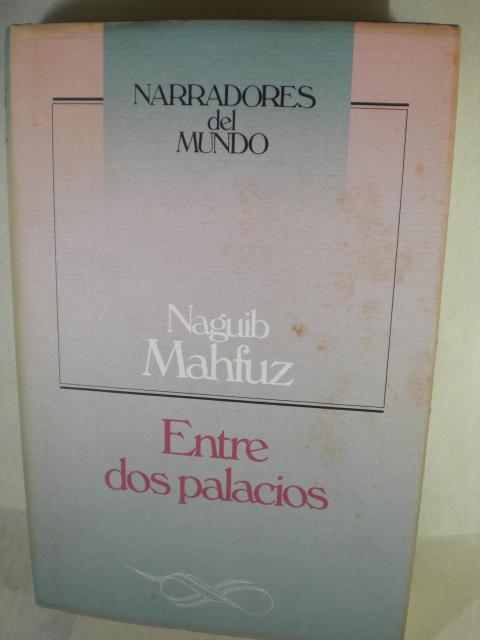 NARRADORES
del
MUNDO
Naguib
Mahfuz
Entre
dos palacios